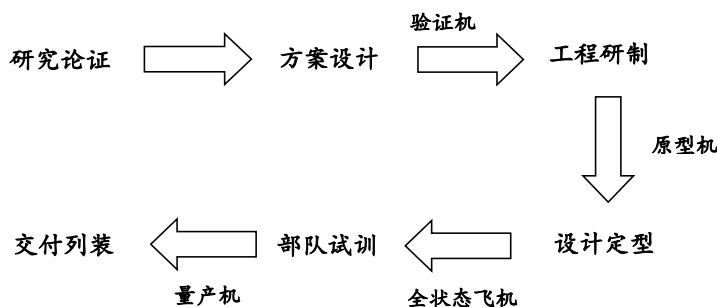 研究论证
方案设计
验证机
工程研制
原型机
设计定型
全状态飞机
部队试训
量产机
交付列装